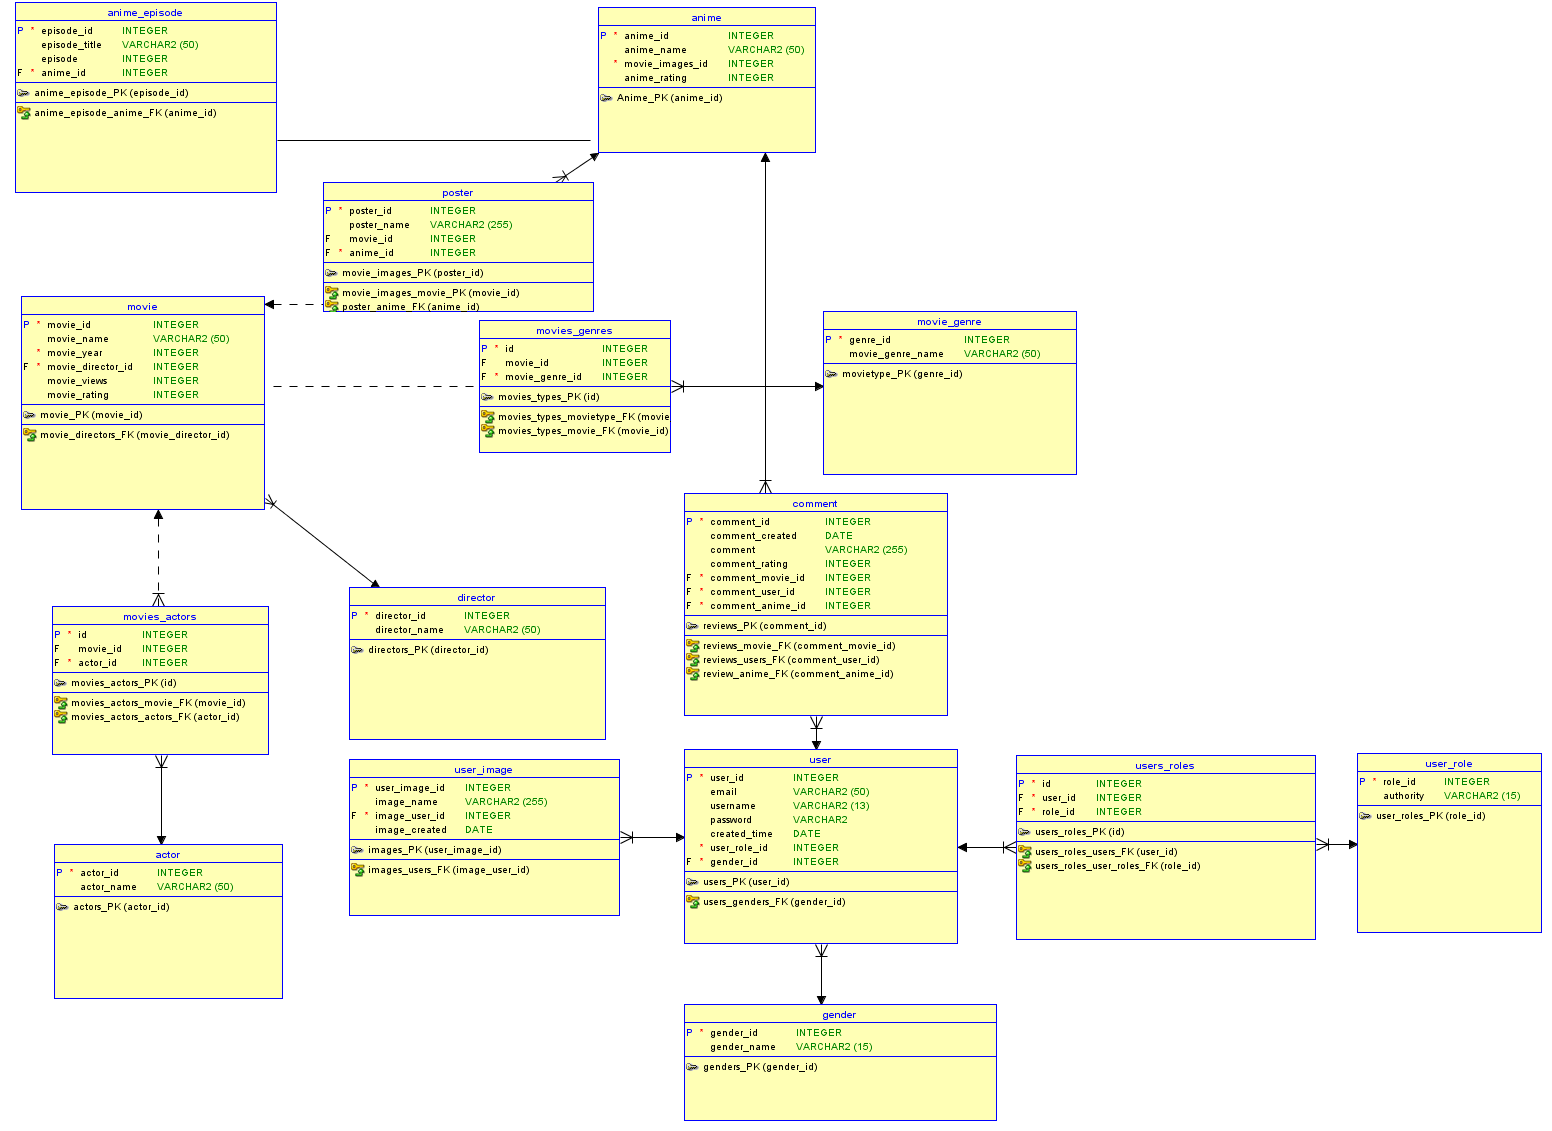 anime_episode
P * episode_id INTEGER
episode_title VARCHAR2 (50)
episode INTEGER
F * anime_id INTEGER
anime_episode_PK (episode_id)
anime_episode_anime_FK (anime_id)
anime
P * anime_id INTEGER
anime_name VARCHAR2 (50)
* movie_images_id INTEGER
anime_rating INTEGER
Anime_PK (anime_id)
poster
P * poster_id INTEGER
poster_name VARCHAR2 (255)
F movie_id INTEGER
F * anime_id INTEGER
movie_images_PK (poster_id)
movie_images_movie_PK (movie_id)
poster_anime_FK (anime_id)
movie
P * movie_id INTEGER
movie_name VARCHAR2 (50)
* movie_year INTEGER
F * movie_director_id INTEGER
movie_views INTEGER
movie_rating INTEGER
movie_PK (movie_id)
movie_directors_FK (movie_director_id)
movies_genres
P * id INTEGER
F movie_id INTEGER
F * movie_genre_id INTEGER
movies_types_PK (id)
movies_types_movietype_FK (movie
movies_types_movie_FK (movie_id)
movie_genre
P * genre_id INTEGER
movie_genre_name VARCHAR2 (50)
movietype_PK (genre_id)
comment
P * comment_id INTEGER
comment_created DATE
comment VARCHAR2 (255)
comment_rating INTEGER
F * comment_movie_id INTEGER
F * comment_user_id INTEGER
F * comment_anime_id INTEGER
reviews_PK (comment_id)
reviews_movie_FK (comment_movie_id)
reviews_users_FK (comment_user_id)
review_anime_FK (comment_anime_id)
movies_actors
P * id INTEGER
F movie_id INTEGER
F * actor_id INTEGER
movies_actors_PK (id)
movies_actors_movie_FK (movie_id)
movies_actors_actors_FK (actor_id)
director
P * director_id INTEGER
director_name VARCHAR2 (50)
directors_PK (director_id)
user_image
P * user_image_id INTEGER
image_name VARCHAR2 (255)
F * image_user_id INTEGER
image_created DATE
images_PK (user_image_id)
images_users_FK (image_user_id)
user
P * user_id INTEGER
email VARCHAR2 (50)
username VARCHAR2 (13)
password VARCHAR2
created_time DATE
* user_role_id INTEGER
F * gender_id INTEGER
users_PK (user_id)
users_genders_FK (gender_id)
users_roles
P * id INTEGER
F * user_id INTEGER
F * role_id INTEGER
users_roles_PK (id)
users_roles_users_FK (user_id)
users_roles_user_roles_FK (role_id)
user_role
P * role_id INTEGER
authority VARCHAR2 (15)
user_roles_PK (role_id)
actor
P * actor_id INTEGER
actor_name VARCHAR2 (50)
actors_PK (actor_id)
gender
P * gender_id INTEGER
gender_name VARCHAR2 (15)
genders_PK (gender_id)